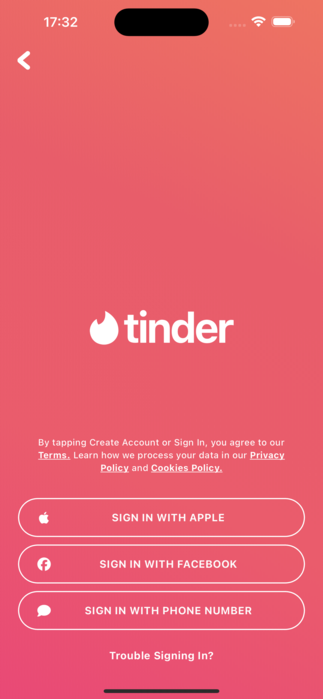 17:32
tinder
By tapping Create Account or Sign In, you agree to our
Terms. Learn how we process your data in our Privacy
Policy and Cookies Policy.
SIGN IN WITH APPLE
SIGN IN WITH FACEBOOK
SIGN IN WITH PHONE NUMBER
Trouble Signing In?